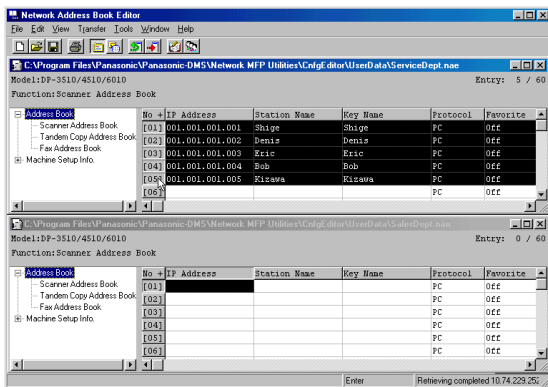 Network Address Book Editor
File Edit View Transfer Tools Window Help
C:\Program Files\Panasonic\Panasonic-DMS\Network MFP Utilities\CnfgEditor\UserData\ServiceDept.nae
Model:DP-3510/4510/6010 Entry: 5 / 60
Function:Scanner Address Book
Address Book
Scanner Address Book
Tandem Copy Address Book
Fax Address Book
Machine Setup Info.
No + IP Address Station Name Key Name Protocol Favorite
[01] 001.001.001.001 Shige Shige PC Off
[02] 001.001.001.002 Denis Denis PC Off
[03] 001.001.001.003 Eric Eric PC Off
[04] 001.001.001.004 Bob Bob PC Off
[05] 001.001.001.005 Kizawa Kizawa PC Off
[06] PC Off
C:\Program Files\Panasonic\Panasonic-DMS\Network MFP Utilities\CnfgEditor\UserData\SalesDept.nae
Model:DP-3510/4510/6010 Entry: 0 / 60
Function:Scanner Address Book
Address Book
Scanner Address Book
Tandem Copy Address Book
Fax Address Book
Machine Setup Info.
No + IP Address Station Name Key Name Protocol Favorite
[01] PC Off
[02] PC Off
[03] PC Off
[04] PC Off
[05] PC Off
[06] PC Off
Enter Retrieving completed 10.74.229.252